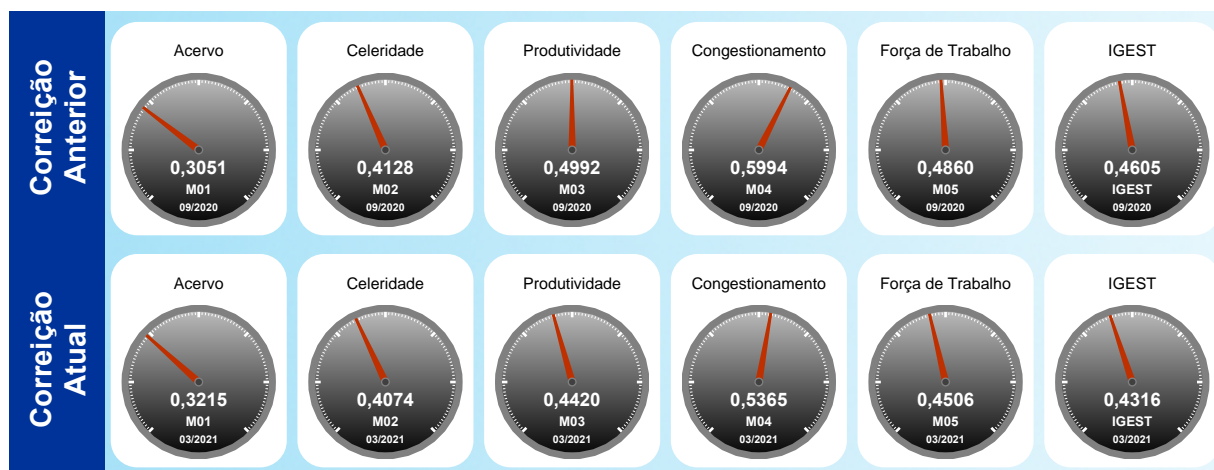 Correição
Anterior
Acervo
0,3051
M01
09/2020
Celeridade
0,4128
M02
09/2020
Produtividade
0,4992
M03
09/2020
Congestionamento
0,5994
M04
09/2020
Força de Trabalho
0,4860
M05
09/2020
IGEST
0,4605
IGEST
09/2020
Correição
Atual
Acervo
0,3215
M01
03/2021
Celeridade
0,4074
M02
03/2021
Produtividade
0,4420
M03
03/2021
Congestionamento
0,5365
M04
03/2021
Força de Trabalho
0,4506
M05
03/2021
IGEST
0,4316
IGEST
03/2021